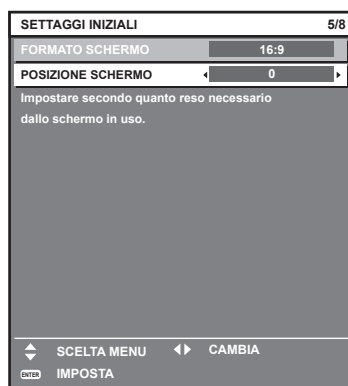 SETTAGGI INIZIALI 5/8
FORMATO SCHERMO 16:9
POSIZIONE SCHERMO 0
Impostare secondo quanto reso necessario
dallo schermo in uso.
SCELTA MENU CAMBIA
ENTER IMPOSTA